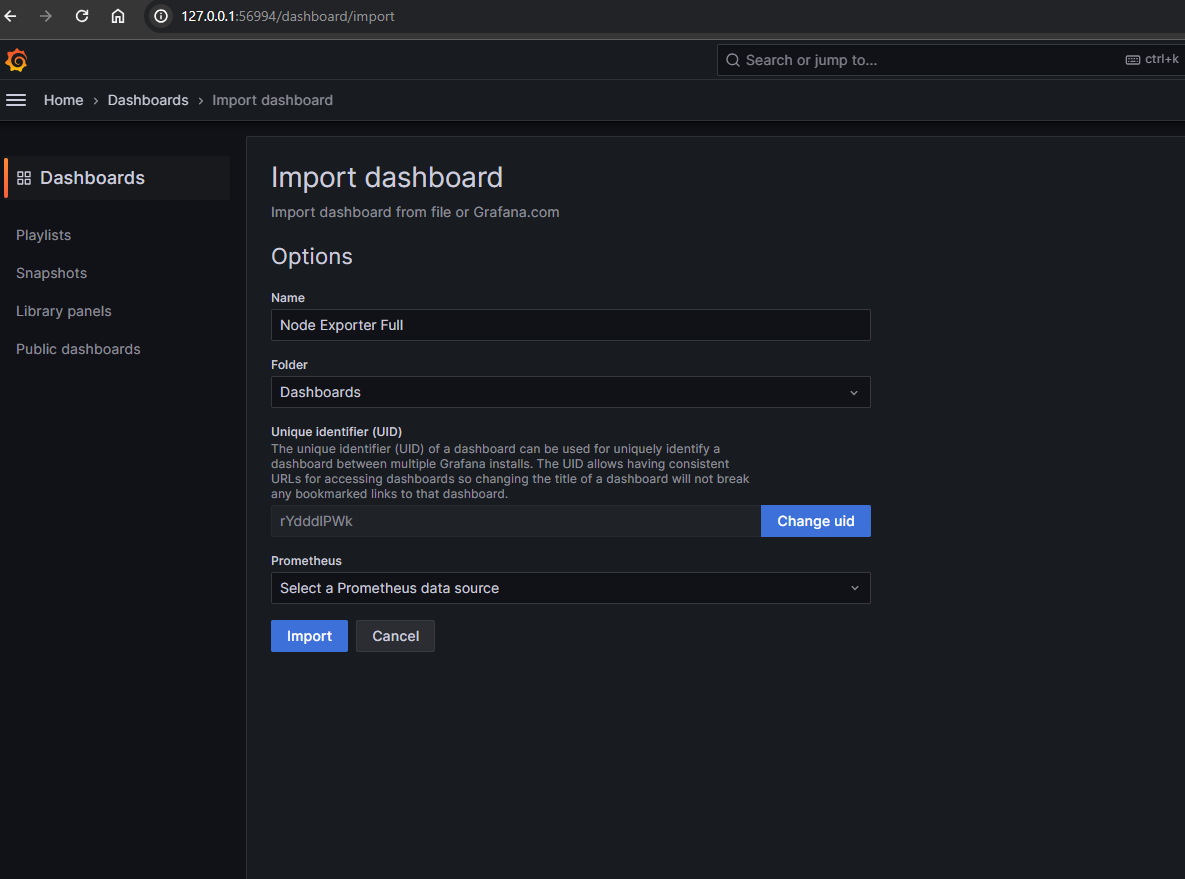 127.0.0.1:56994/dashboard/import
Search or jump to...
ctrl+k
Home › Dashboards › Import dashboard
Dashboards
Playlists
Snapshots
Library panels
Public dashboards
Import dashboard
Import dashboard from file or Grafana.com
Options
Name
Node Exporter Full
Folder
Dashboards
Unique identifier (UID)
The unique identifier (UID) of a dashboard can be used for uniquely identify a
dashboard between multiple Grafana installs. The UID allows having consistent
URLs for accessing dashboards so changing the title of a dashboard will not break
any bookmarked links to that dashboard.
rYdddlPWk
Change uid
Prometheus
Select a Prometheus data source
Import
Cancel